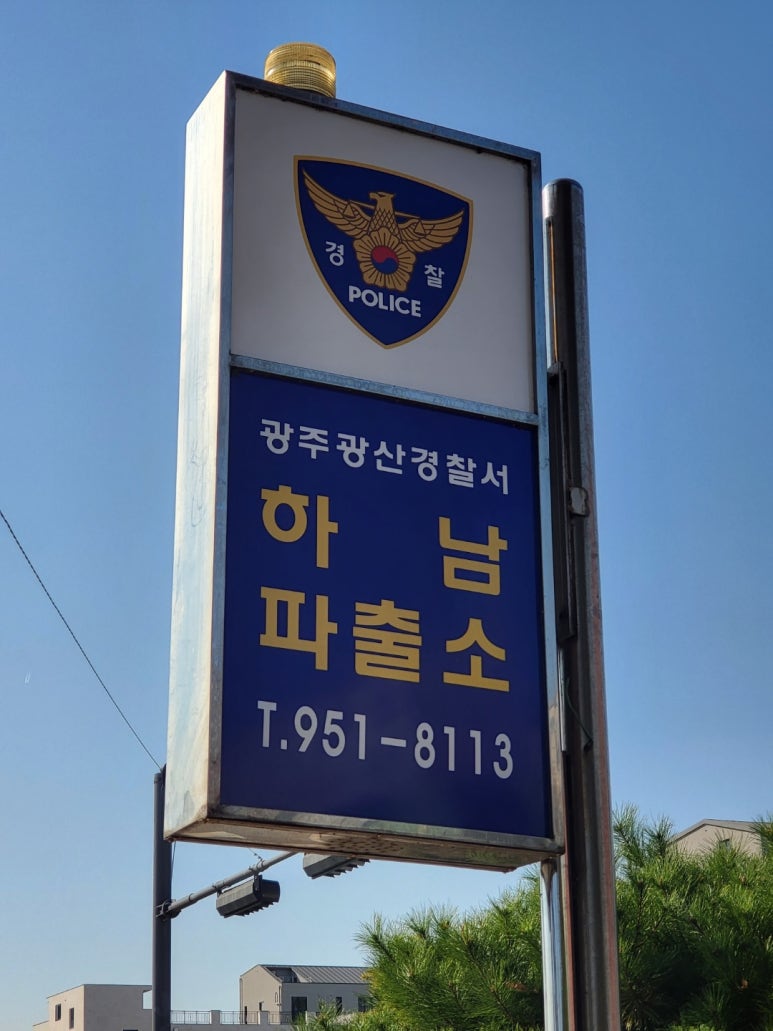 경 찰
POLICE
광주광산경찰서
하 남
파출소
T.951-8113